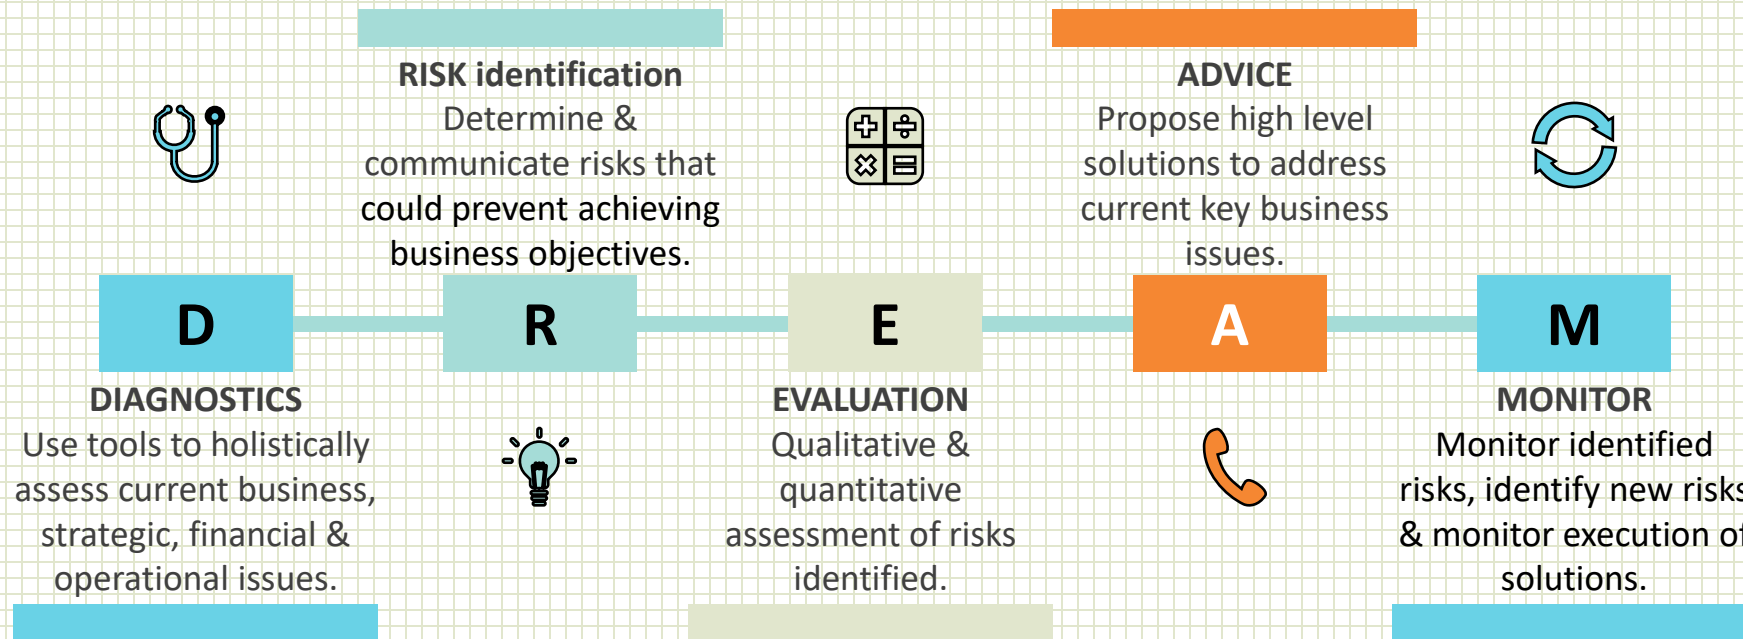 RISK identification
Determine &
communicate risks that
could prevent achieving
business objectives.
ADVICE
Propose high level
solutions to address
current key business
issues.
D
R
E
A
M
DIAGNOSTICS
Use tools to holistically
assess current business,
strategic, financial &
operational issues.
EVALUATION
Qualitative &
quantitative
assessment of risks
identified.
MONITOR
Monitor identified
risks, identify new risks
& monitor execution of
solutions.